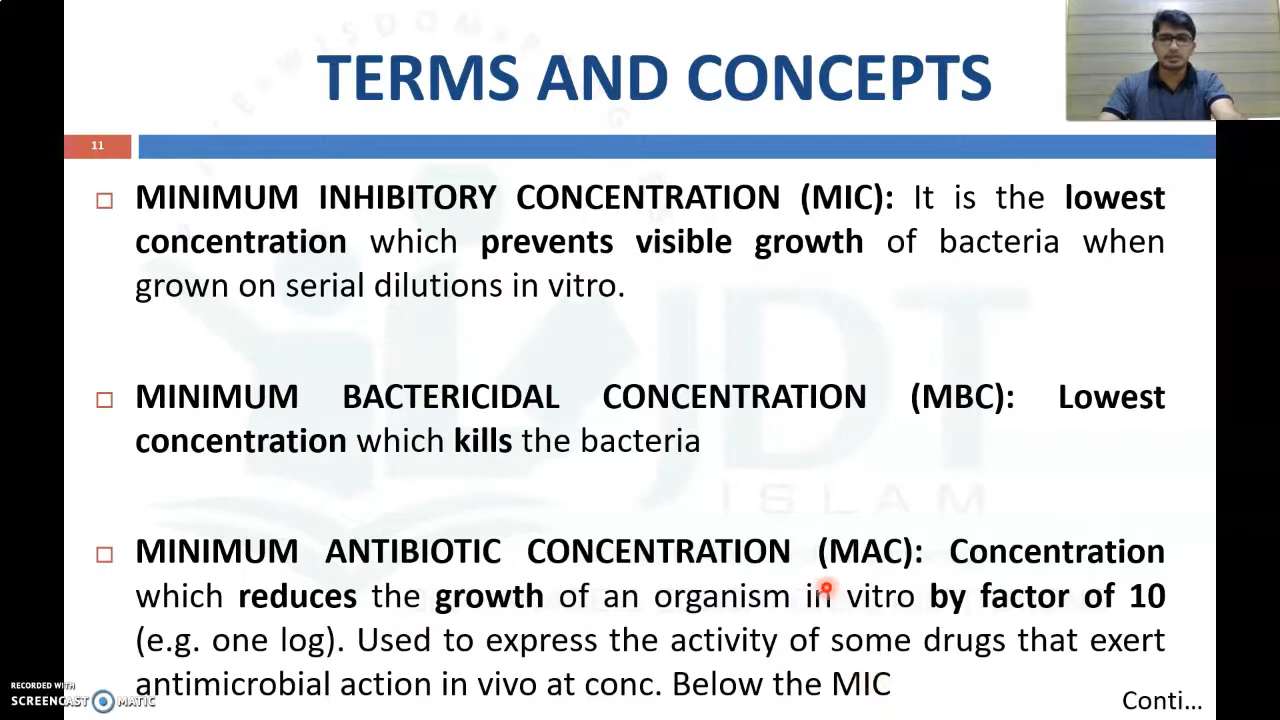 TERMS AND CONCEPTS
11
MINIMUM INHIBITORY CONCENTRATION (MIC): It is the lowest
concentration which prevents visible growth of bacteria when
grown on serial dilutions in vitro.
MINIMUM BACTERICIDAL CONCENTRATION (MBC): Lowest
concentration which kills the bacteria
MINIMUM ANTIBIOTIC CONCENTRATION (MAC): Concentration
which reduces the growth of an organism in vitro by factor of 10
(e.g. one log). Used to express the activity of some drugs that exert
antimicrobial action in vivo at conc. Below the MIC
Conti...
JDT
ISLAM
RECORDED WITH
SCREENCAST MATIC